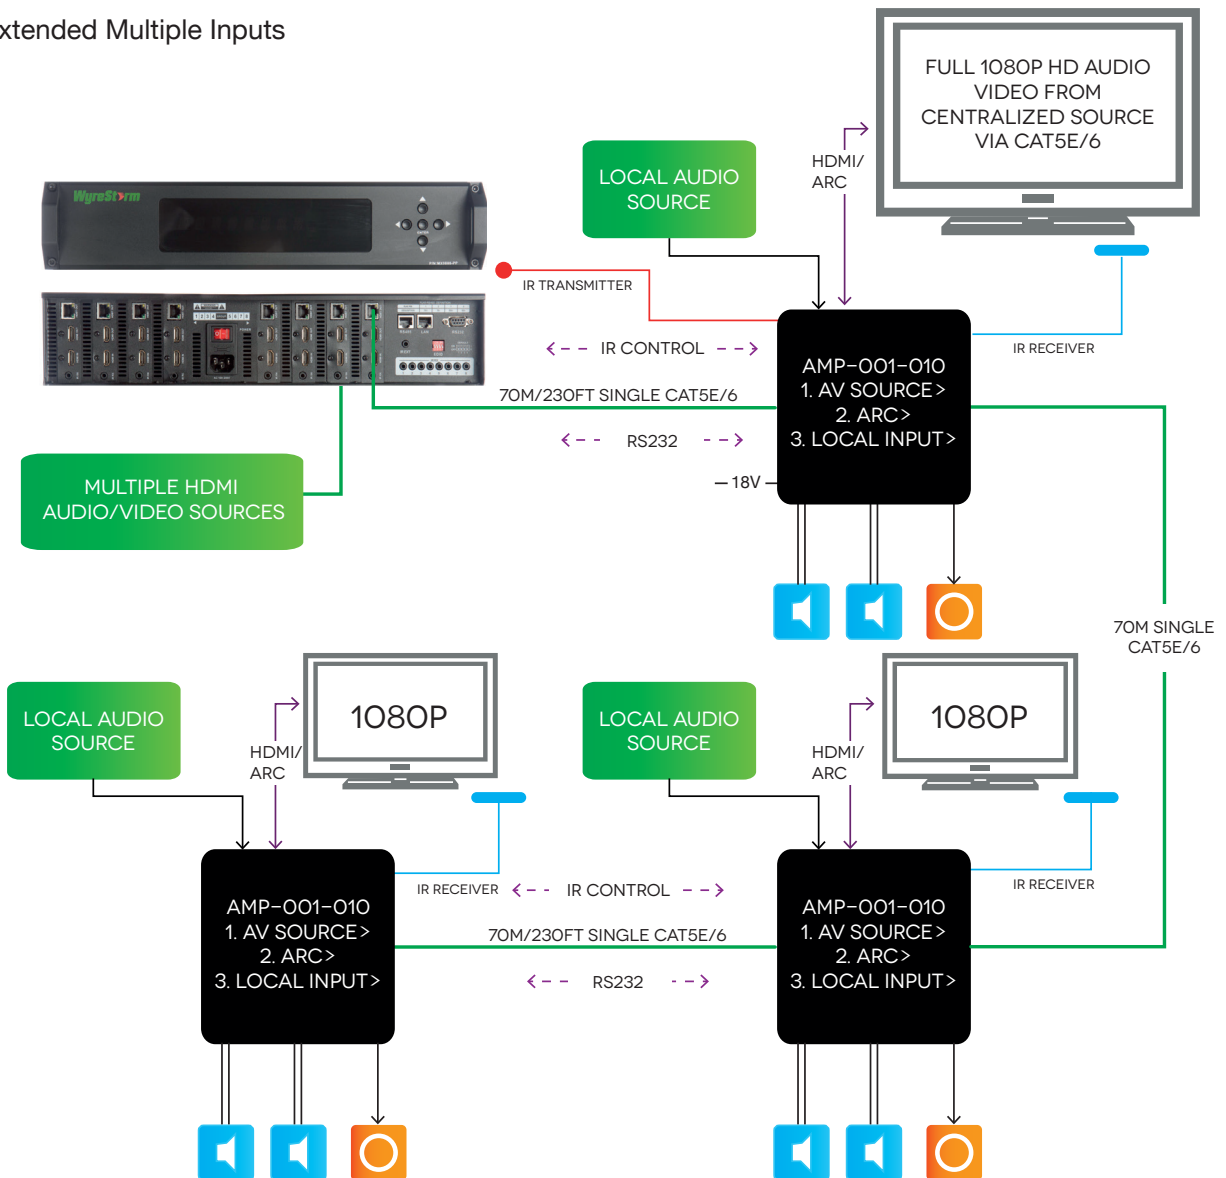 xtended Multiple Inputs
FULL 1080P HD AUDIO
VIDEO FROM
CENTRALIZED SOURCE
VIA CAT5E/6
HDMI/
ARC
LOCAL AUDIO
SOURCE
WyreStorm
IR TRANSMITTER
IR RECEIVER
IR CONTROL
AMP-001-010
1. AV SOURCE>
2. ARC>
3. LOCAL INPUT>
70M/230FT SINGLE CAT5E/6
RS232
18V
MULTIPLE HDMI
AUDIO/VIDEO SOURCES
70M SINGLE
CAT5E/6
LOCAL AUDIO
SOURCE
HDMI/
ARC
1080P
LOCAL AUDIO
SOURCE
HDMI/
ARC
1080P
IR RECEIVER
IR CONTROL
IR RECEIVER
AMP-001-010
1. AV SOURCE>
2. ARC>
3. LOCAL INPUT>
70M/230FT SINGLE CAT5E/6
RS232
AMP-001-010
1. AV SOURCE>
2. ARC>
3. LOCAL INPUT>